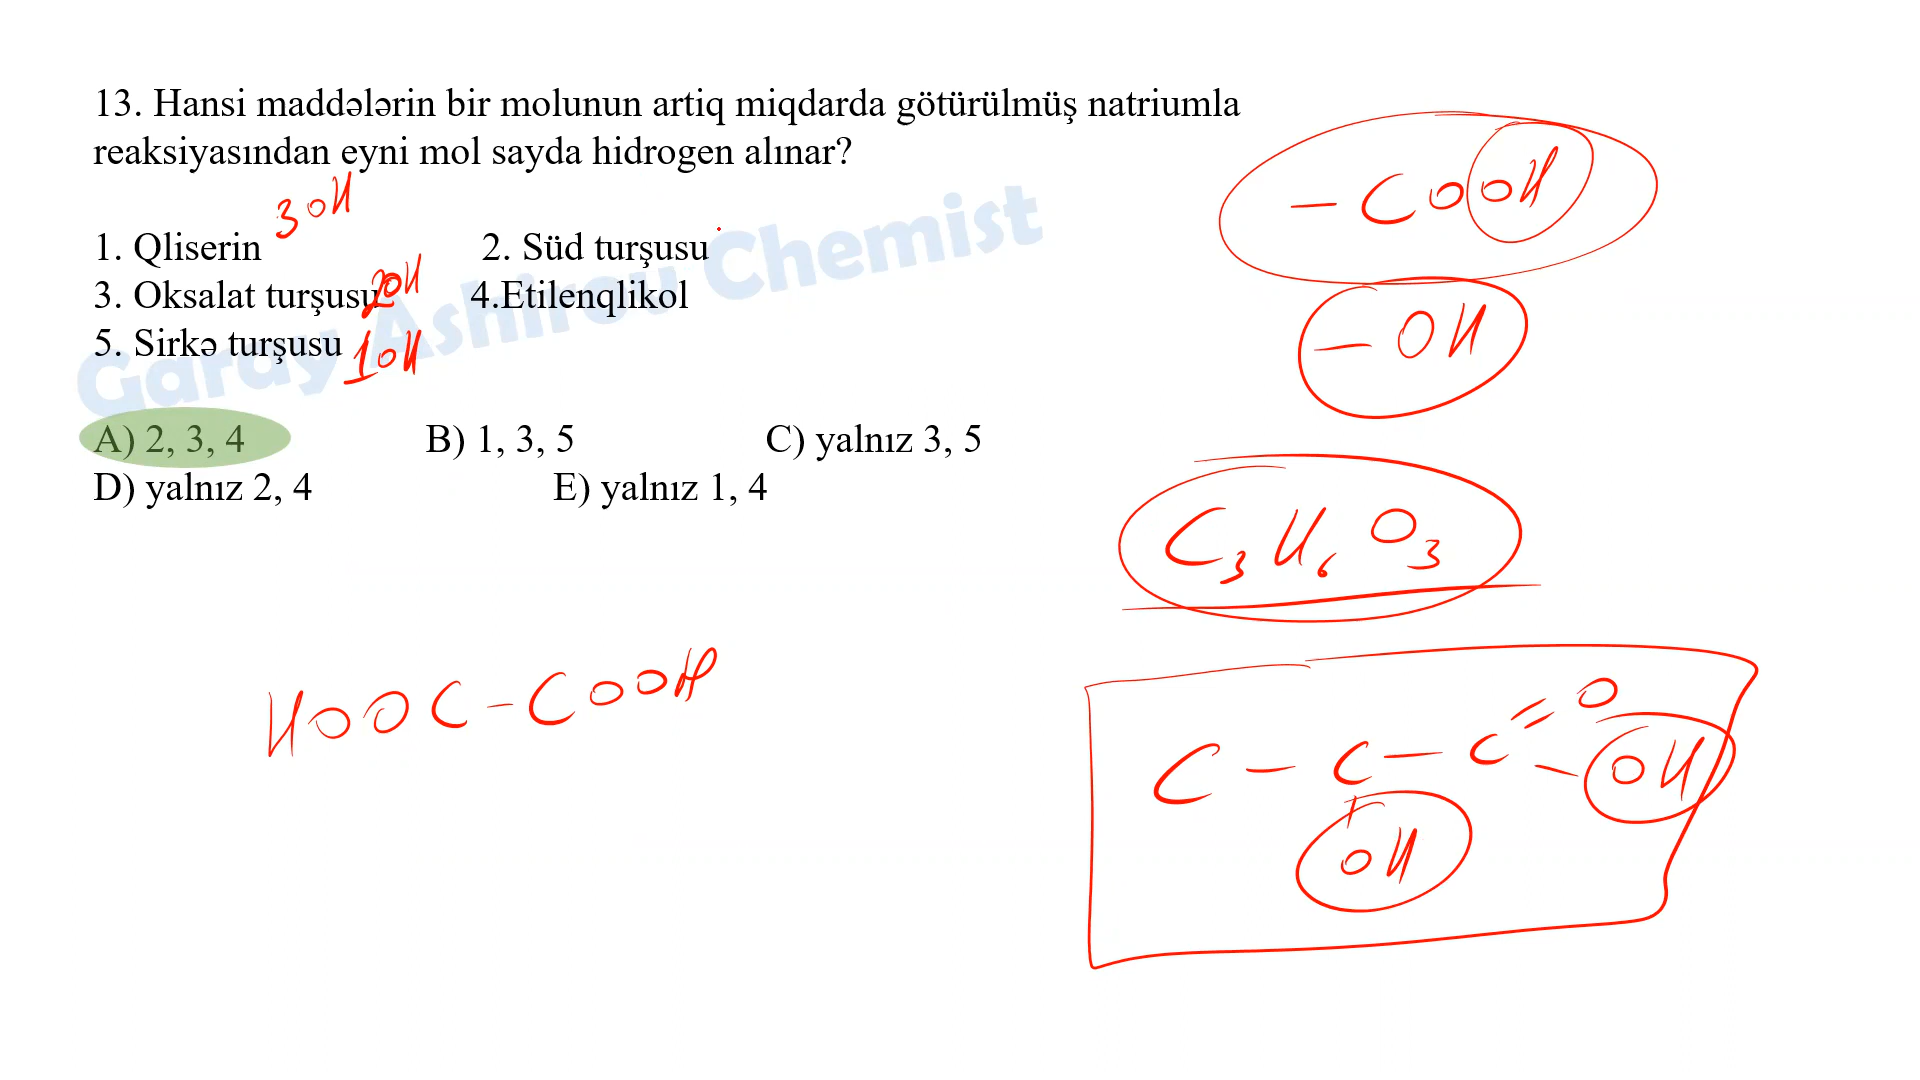 13. Hansi maddələrin bir molunun artiq miqdarda götürülmüş natriumla
reaksiyasından eyni mol sayda hidrogen alınar?
3 OH
1. Qliserin 2. Süd turşusu
3. Oksalat turşusu 2OH 4.Etilenqlikol
5. Sirkə turşusu 1OH
Garay Ashirov Chemist
A) 2, 3, 4 B) 1, 3, 5 C) yalnız 3, 5
D) yalnız 2, 4 E) yalnız 1, 4
HOOC-COOH
-COOH
-OH
C3H6O3
C - C - C = O
- OH
OH